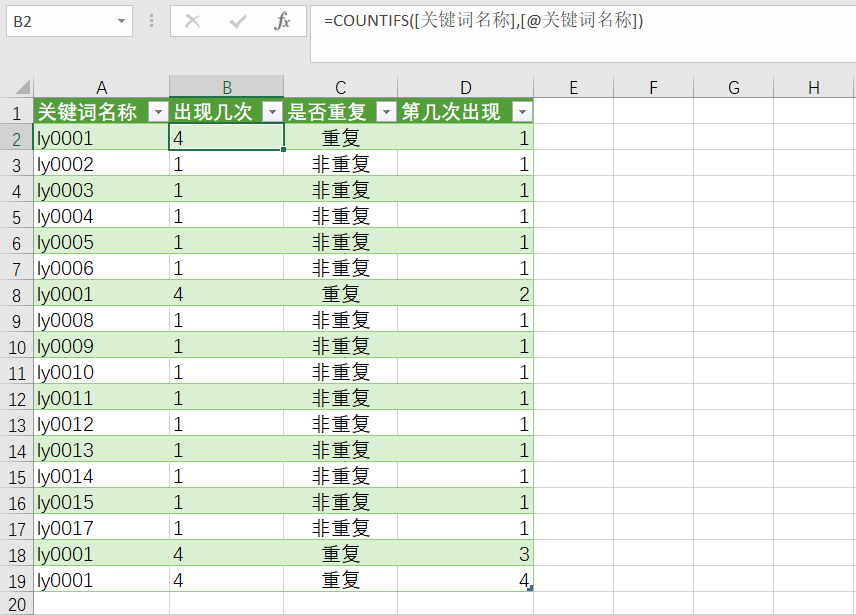 B2 fx =COUNTIFS([关键词名称],[@关键词名称])
A B C D E F G H
1 关键词名称 出现几次 是否重复 第几次出现
2 ly0001 4 重复 1
3 ly0002 1 非重复 1
4 ly0003 1 非重复 1
5 ly0004 1 非重复 1
6 ly0005 1 非重复 1
7 ly0006 1 非重复 1
8 ly0001 4 重复 2
9 ly0008 1 非重复 1
10 ly0009 1 非重复 1
11 ly0010 1 非重复 1
12 ly0011 1 非重复 1
13 ly0012 1 非重复 1
14 ly0013 1 非重复 1
15 ly0014 1 非重复 1
16 ly0015 1 非重复 1
17 ly0017 1 非重复 1
18 ly0001 4 重复 3
19 ly0001 4 重复 4
20